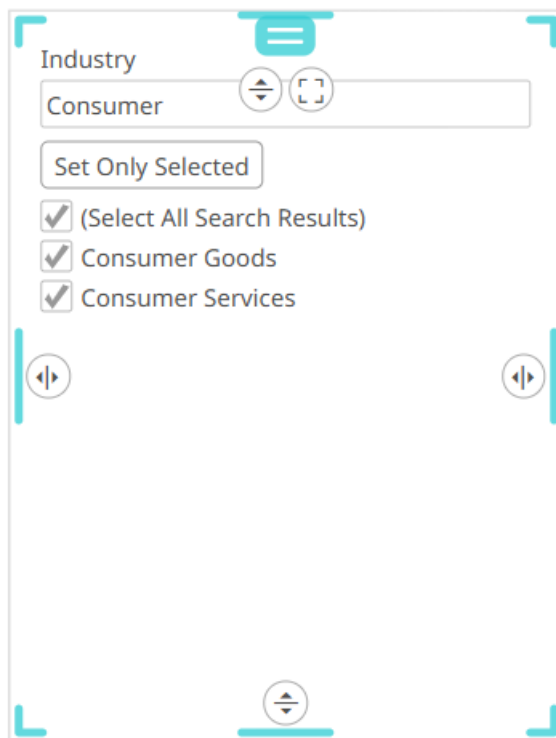 Industry
Consumer
Set Only Selected
(Select All Search Results)
Consumer Goods
Consumer Services